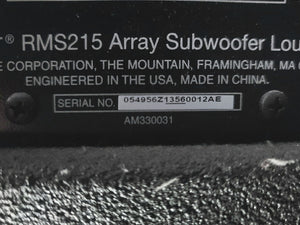 ® RMS215 Array Subwoofer Lou
E CORPORATION, THE MOUNTAIN, FRAMINGHAM, MA
ENGINEERED IN THE USA, MADE IN CHINA.
SERIAL NO. 054956Z13560012AE
AM330031